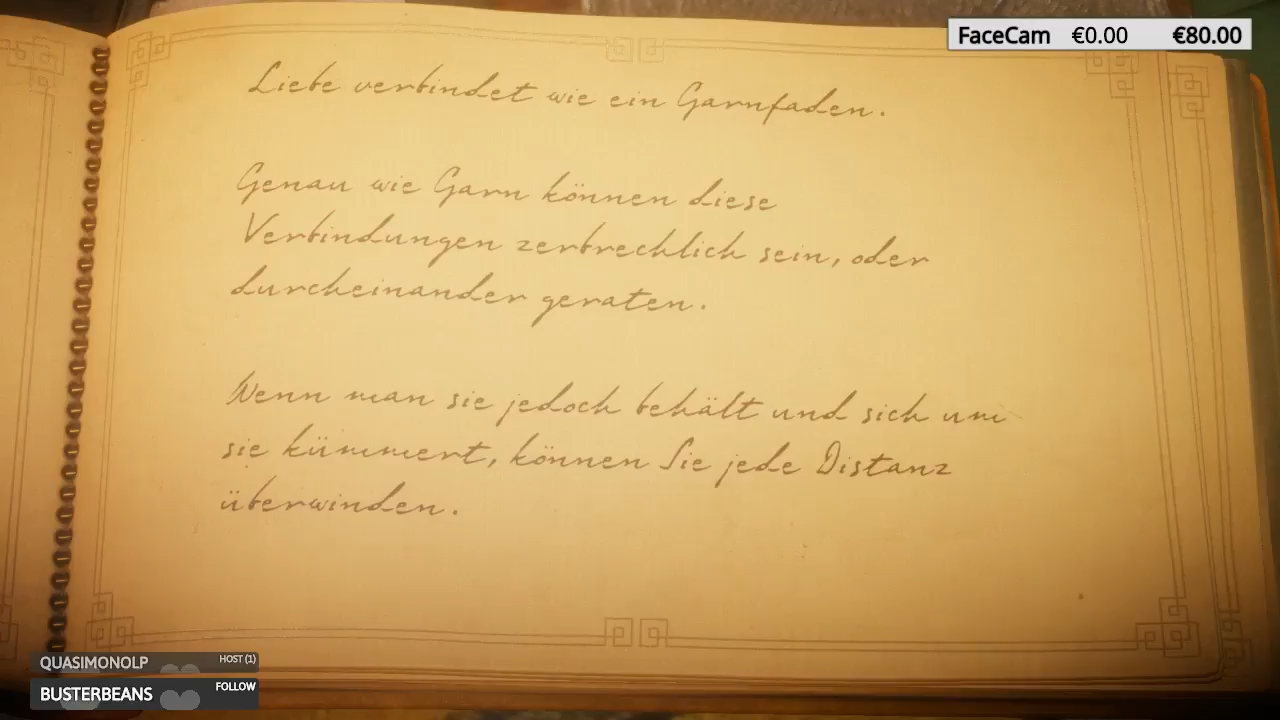 FaceCam €0.00 €80.00
Liebe verbindet wie ein Garnfaden.
Genau wie Garn können diese
Verbindungen zerbrechlich sein, oder
durcheinander geraten.
Wenn man sie jedoch behält und sich um
sie kümmert, können Sie jede Distanz
überwinden.
QUASIMONOLP HOST (1)
BUSTERBEANS FOLLOW